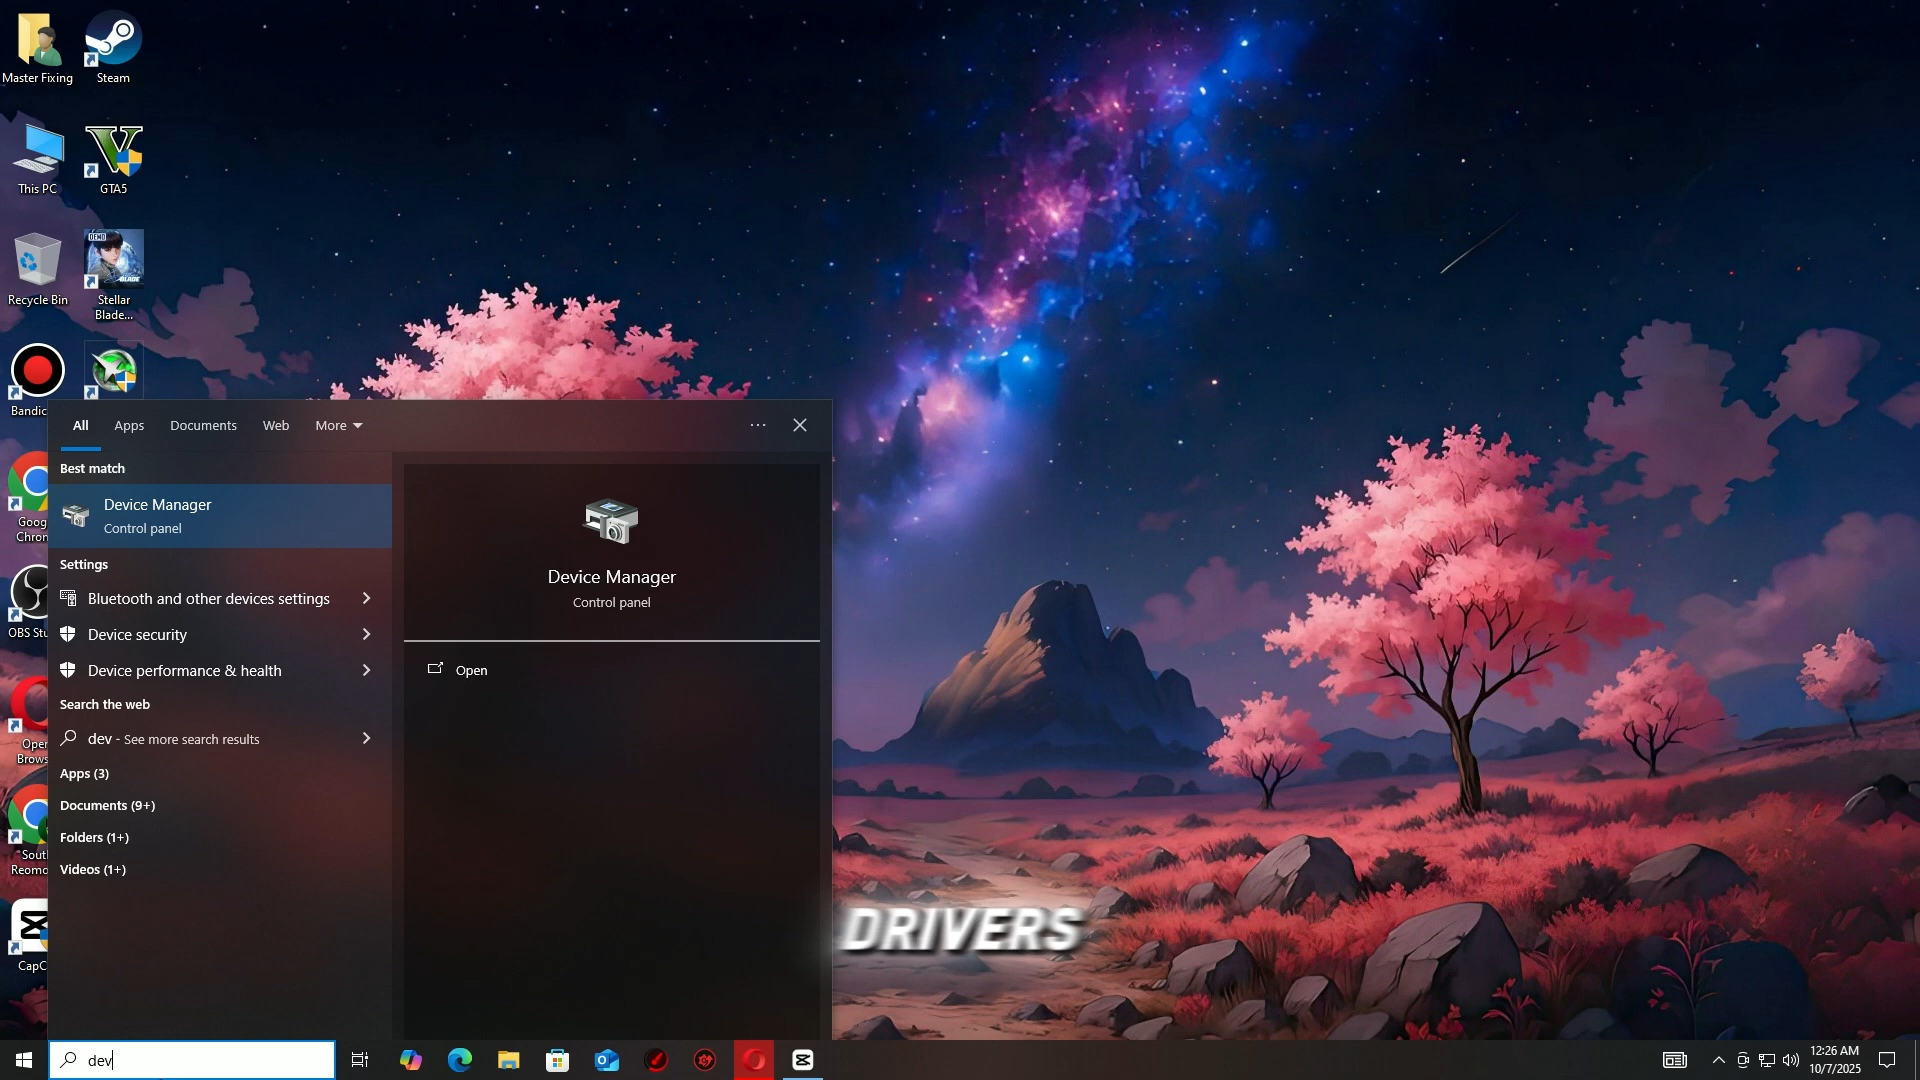 Master Fixing
Steam
This PC
GTA5
Recycle Bin
Stellar
Blade...
DEMO
BLADE
Bandic
Goog
Chron
OBS Stu
Oper
Brows
Sout
Reomo
CapC
All
Apps
Documents
Web
More
Best match
Device Manager
Control panel
Settings
Bluetooth and other devices settings
Device security
Device performance & health
Search the web
dev - See more search results
Apps (3)
Documents (9+)
Folders (1+)
Videos (1+)
Device Manager
Control panel
Open
DRIVERS
dev
12:26 AM
10/7/2025